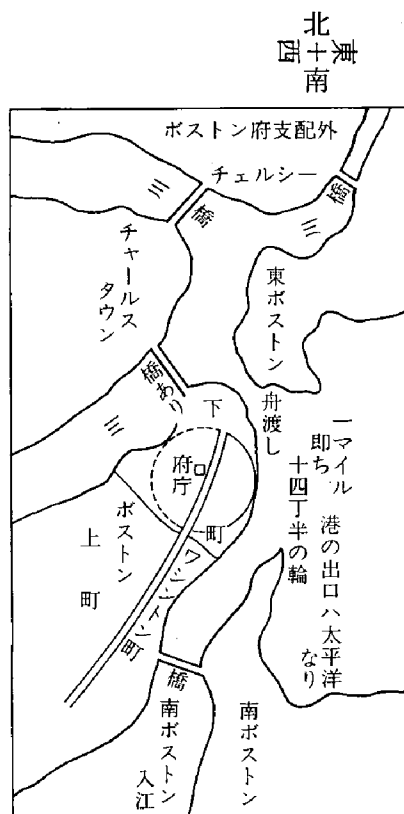 北
東十西
南
ボストン府支配外
チェルシー
橋
三
橋
三
チャールス
タウン
東ボストン
橋あり
三
下
町
舟渡し
府庁
一マイル
即ち
十四丁半の輪
港の出口ハ太平洋
なり
ボストン
上町
ワシントン町
橋
南ボストン
入江
南ボストン